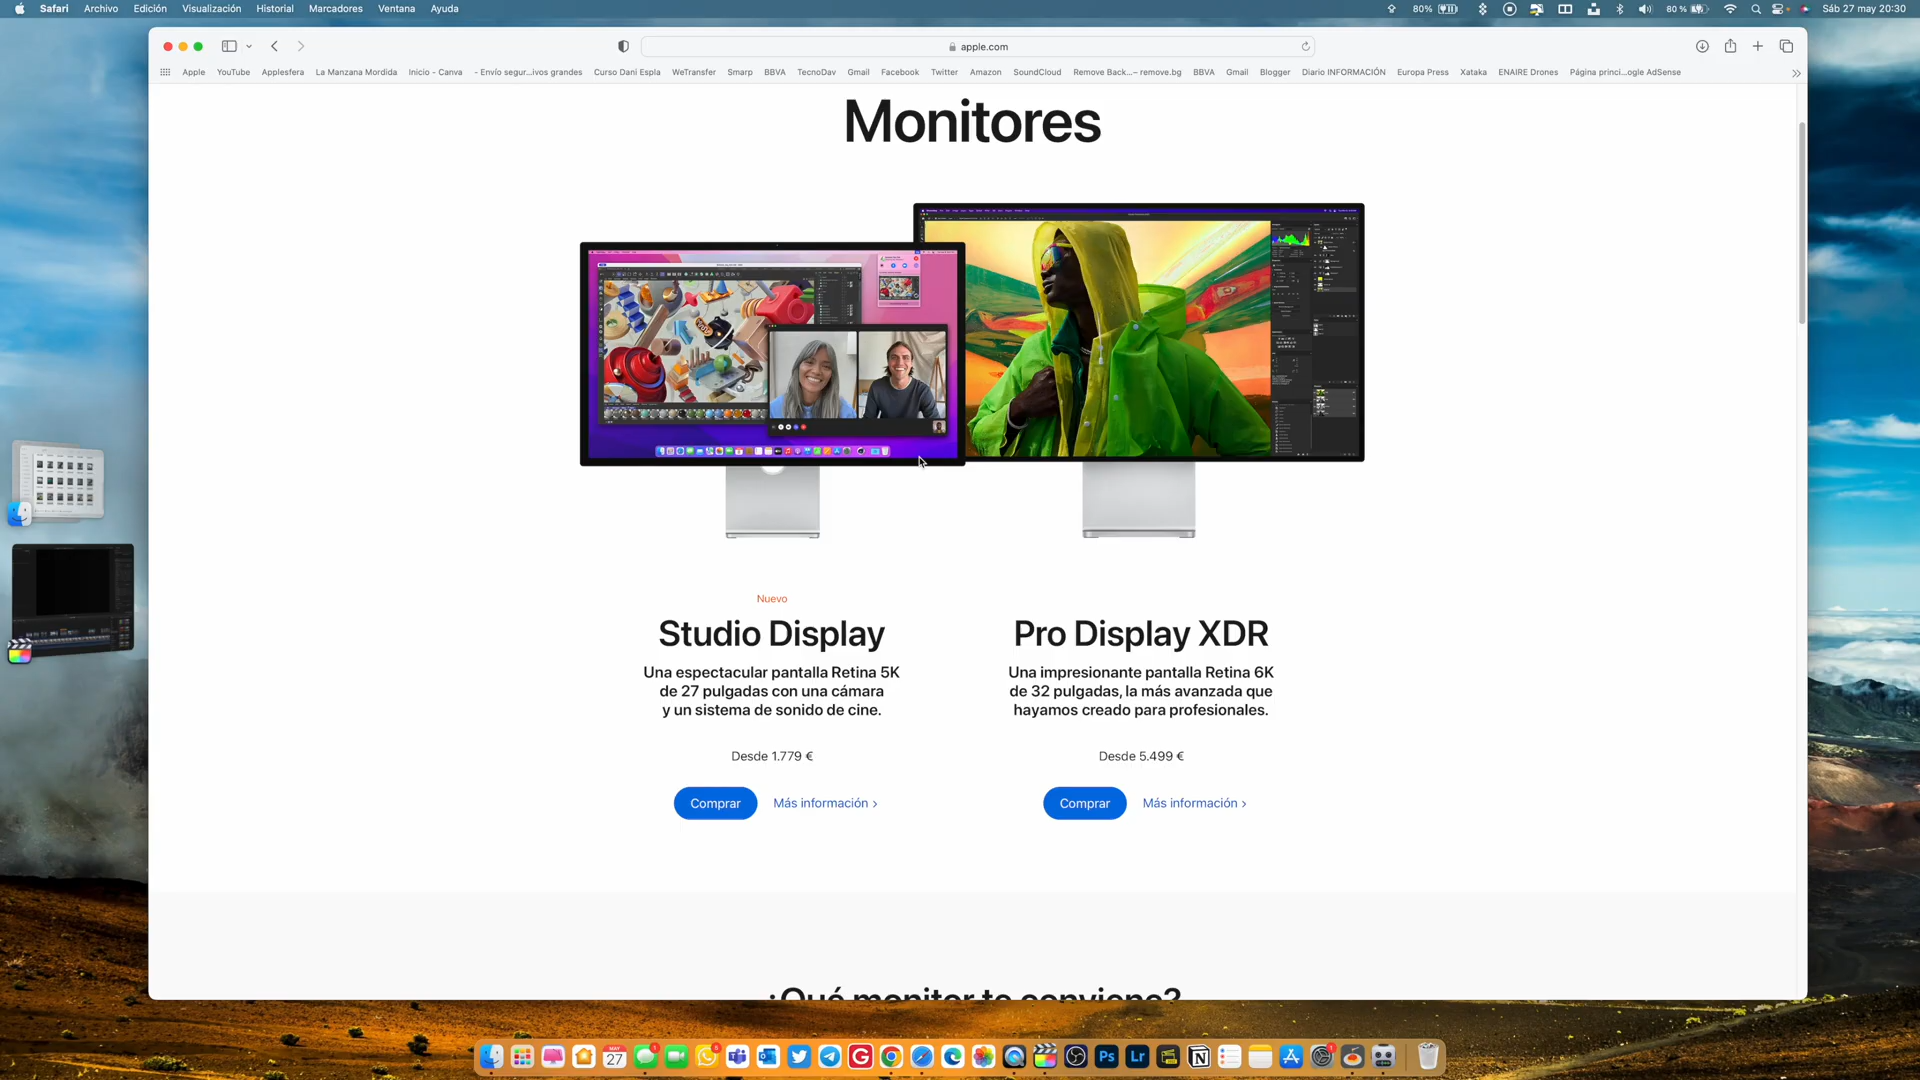 Safari Archivo Edición Visualización Historial Marcadores Ventana Ayuda
80% 80 % Sáb 27 may 20:30
apple.com
Apple YouTube Applesfera La Manzana Mordida Inicio - Canva - Envío segur...ivos grandes Curso Dani Espla WeTransfer Smarp BBVA TecnoDav Gmail Facebook Twitter Amazon SoundCloud Remove Back...– remove.bg BBVA Gmail Blogger Diario INFORMACIÓN Europa Press Xataka ENAIRE Drones Página princi...ogle AdSense
Monitores
Nuevo
Studio Display
Una espectacular pantalla Retina 5K
de 27 pulgadas con una cámara
y un sistema de sonido de cine.
Desde 1.779 €
Comprar Más información >
Pro Display XDR
Una impresionante pantalla Retina 6K
de 32 pulgadas, la más avanzada que
hayamos creado para profesionales.
Desde 5.499 €
Comprar Más información >
¿Qué monitor te conviene?
MAY
27
Ps
Lr